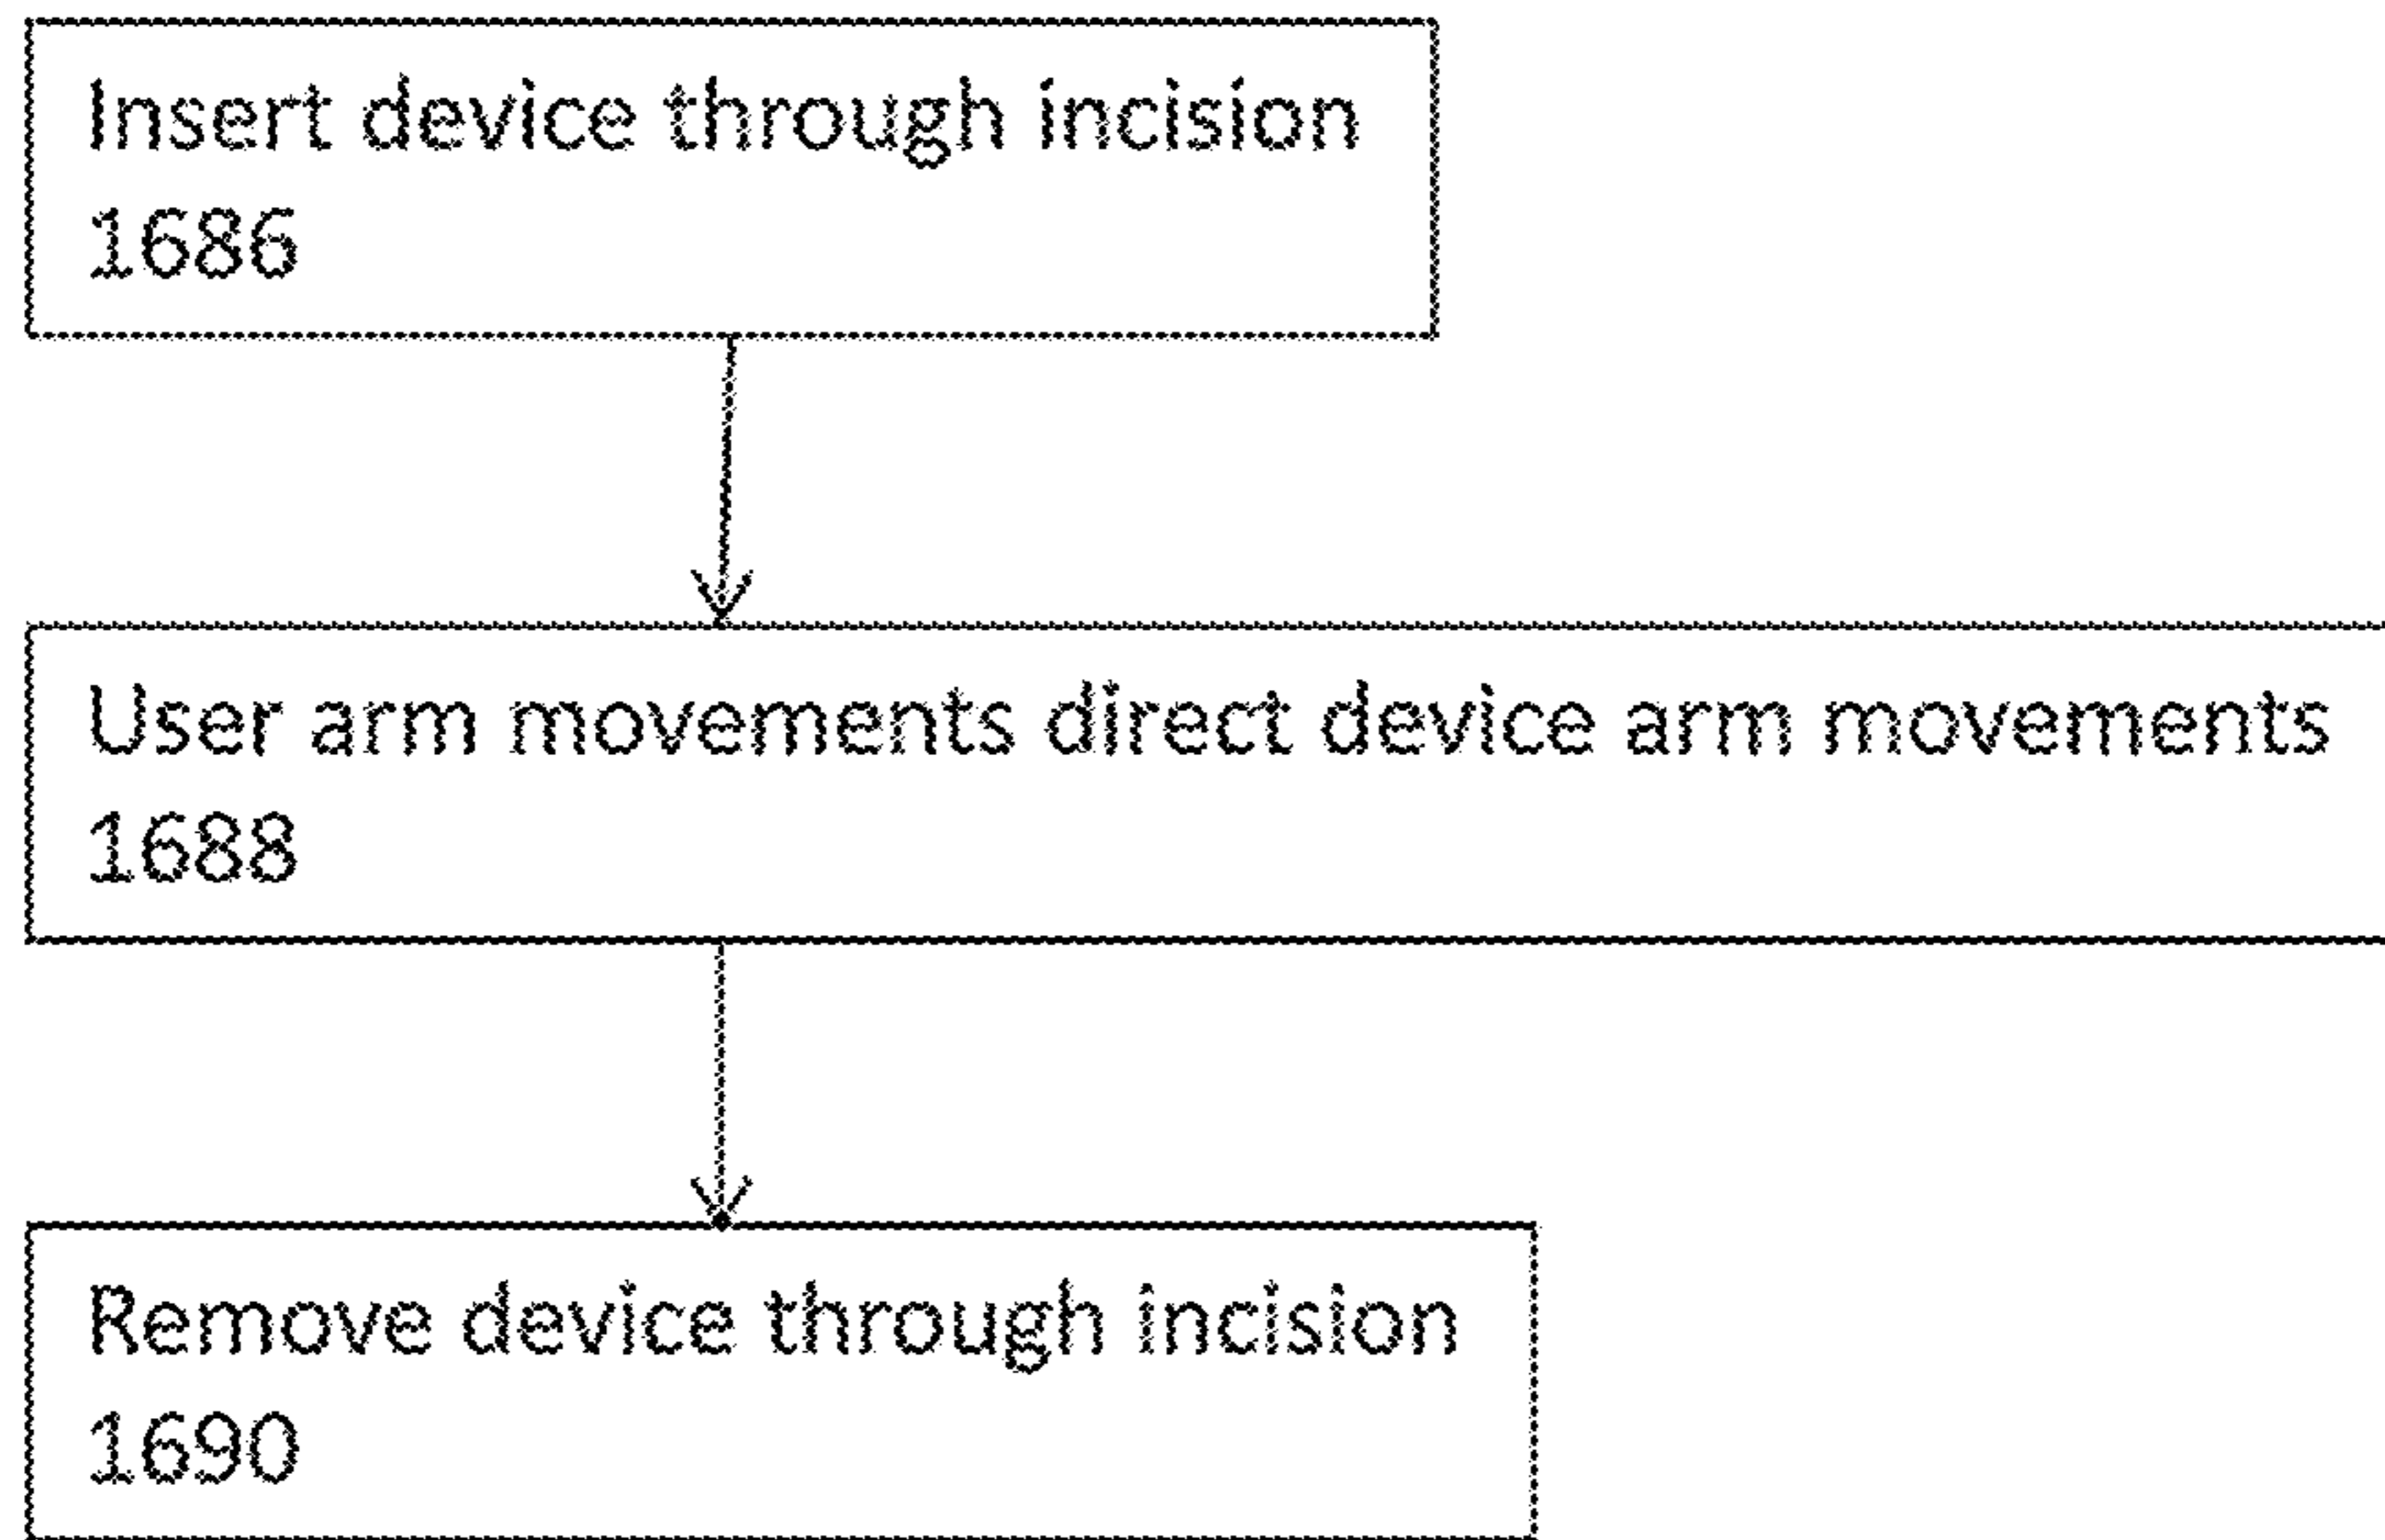 Insert device through incision
1686
User arm movements direct device arm movements
1688
Remove device through incision
1690